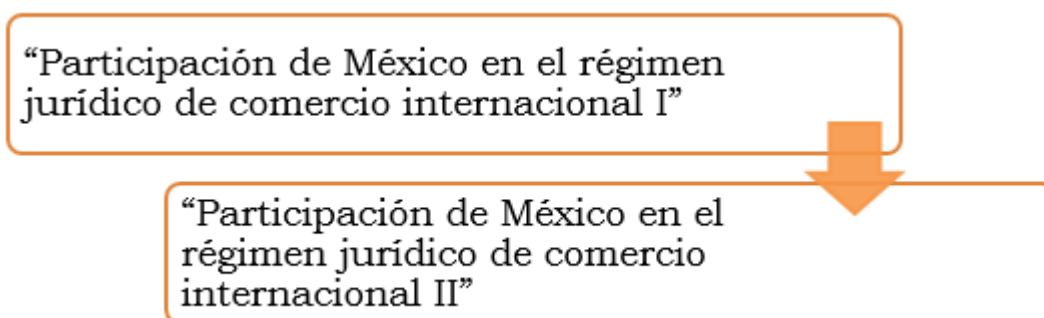 “Participación de México en el régimen
jurídico de comercio internacional I”
“Participación de México en el
régimen jurídico de comercio
internacional II”